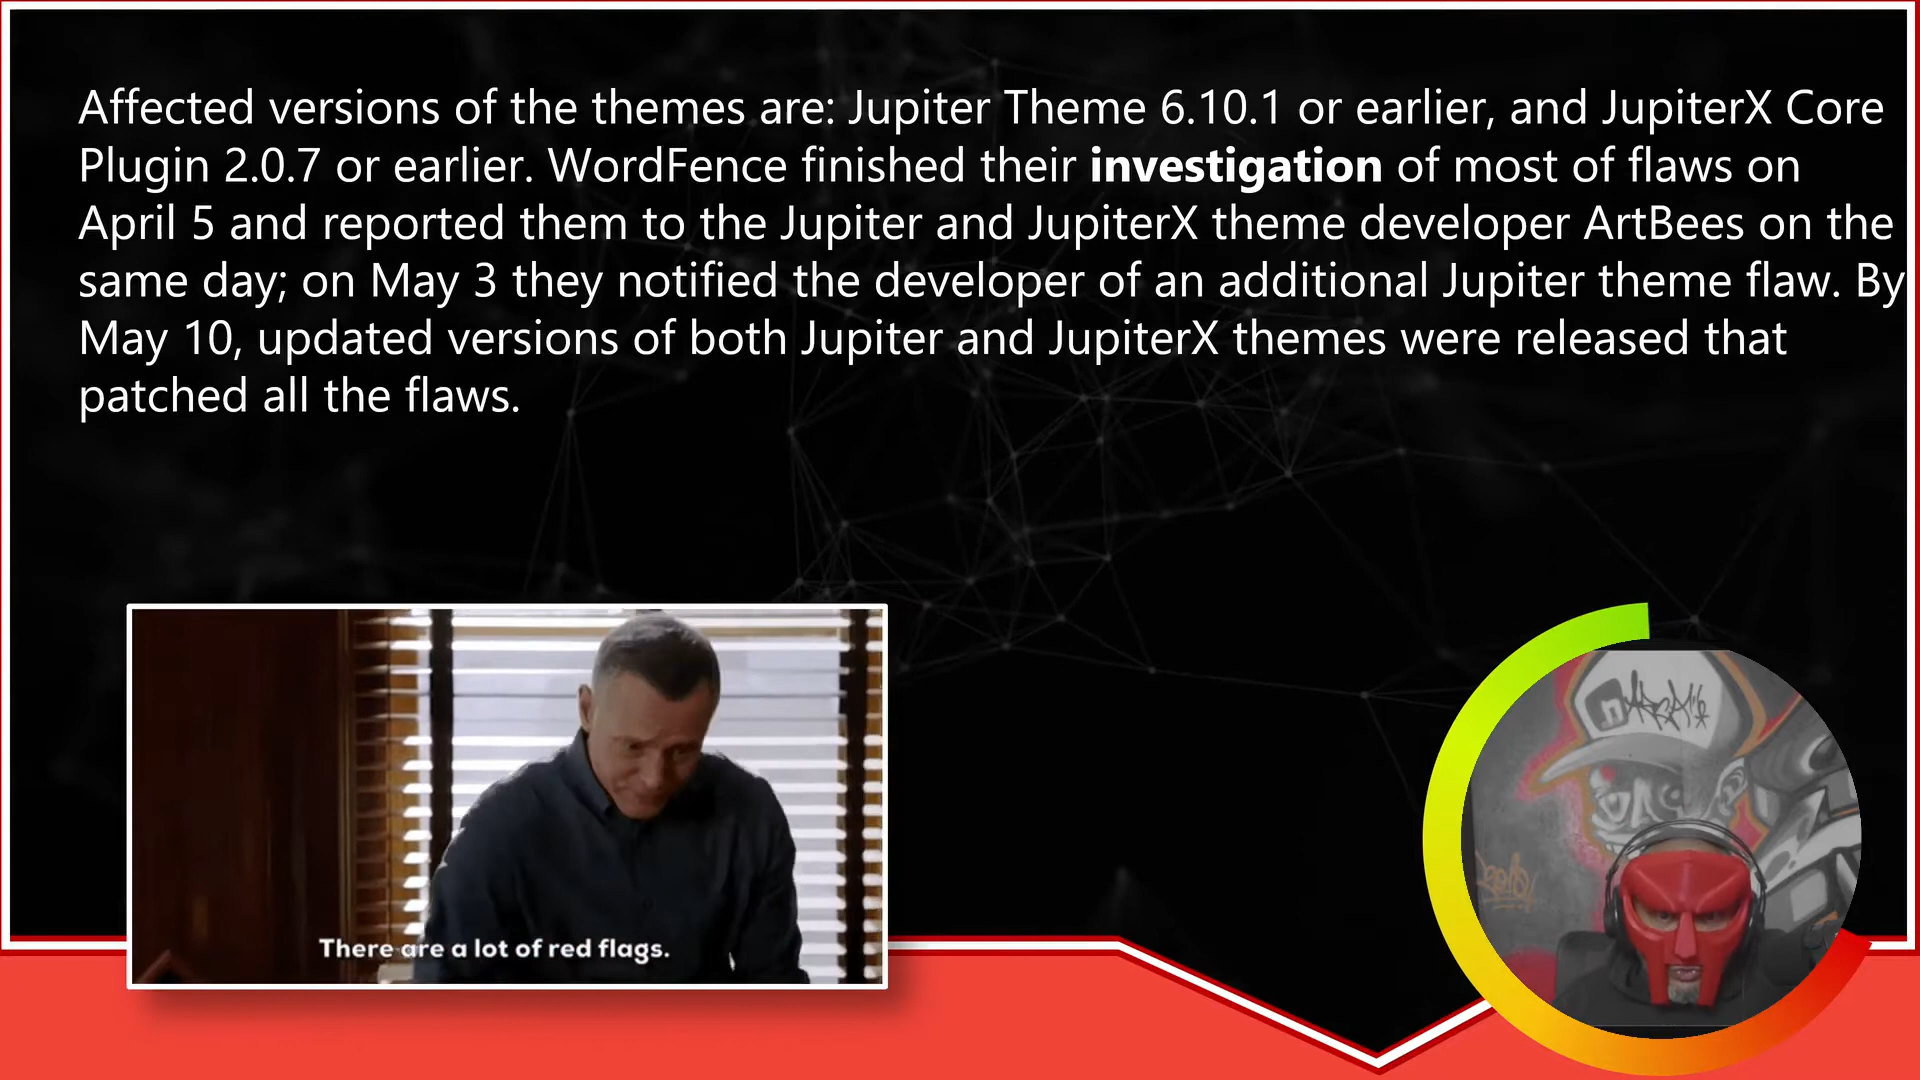 Affected versions of the themes are: Jupiter Theme 6.10.1 or earlier, and JupiterX Core
Plugin 2.0.7 or earlier. WordFence finished their investigation of most of flaws on
April 5 and reported them to the Jupiter and JupiterX theme developer ArtBees on the
same day; on May 3 they notified the developer of an additional Jupiter theme flaw. By
May 10, updated versions of both Jupiter and JupiterX themes were released that
patched all the flaws.
There are a lot of red flags.